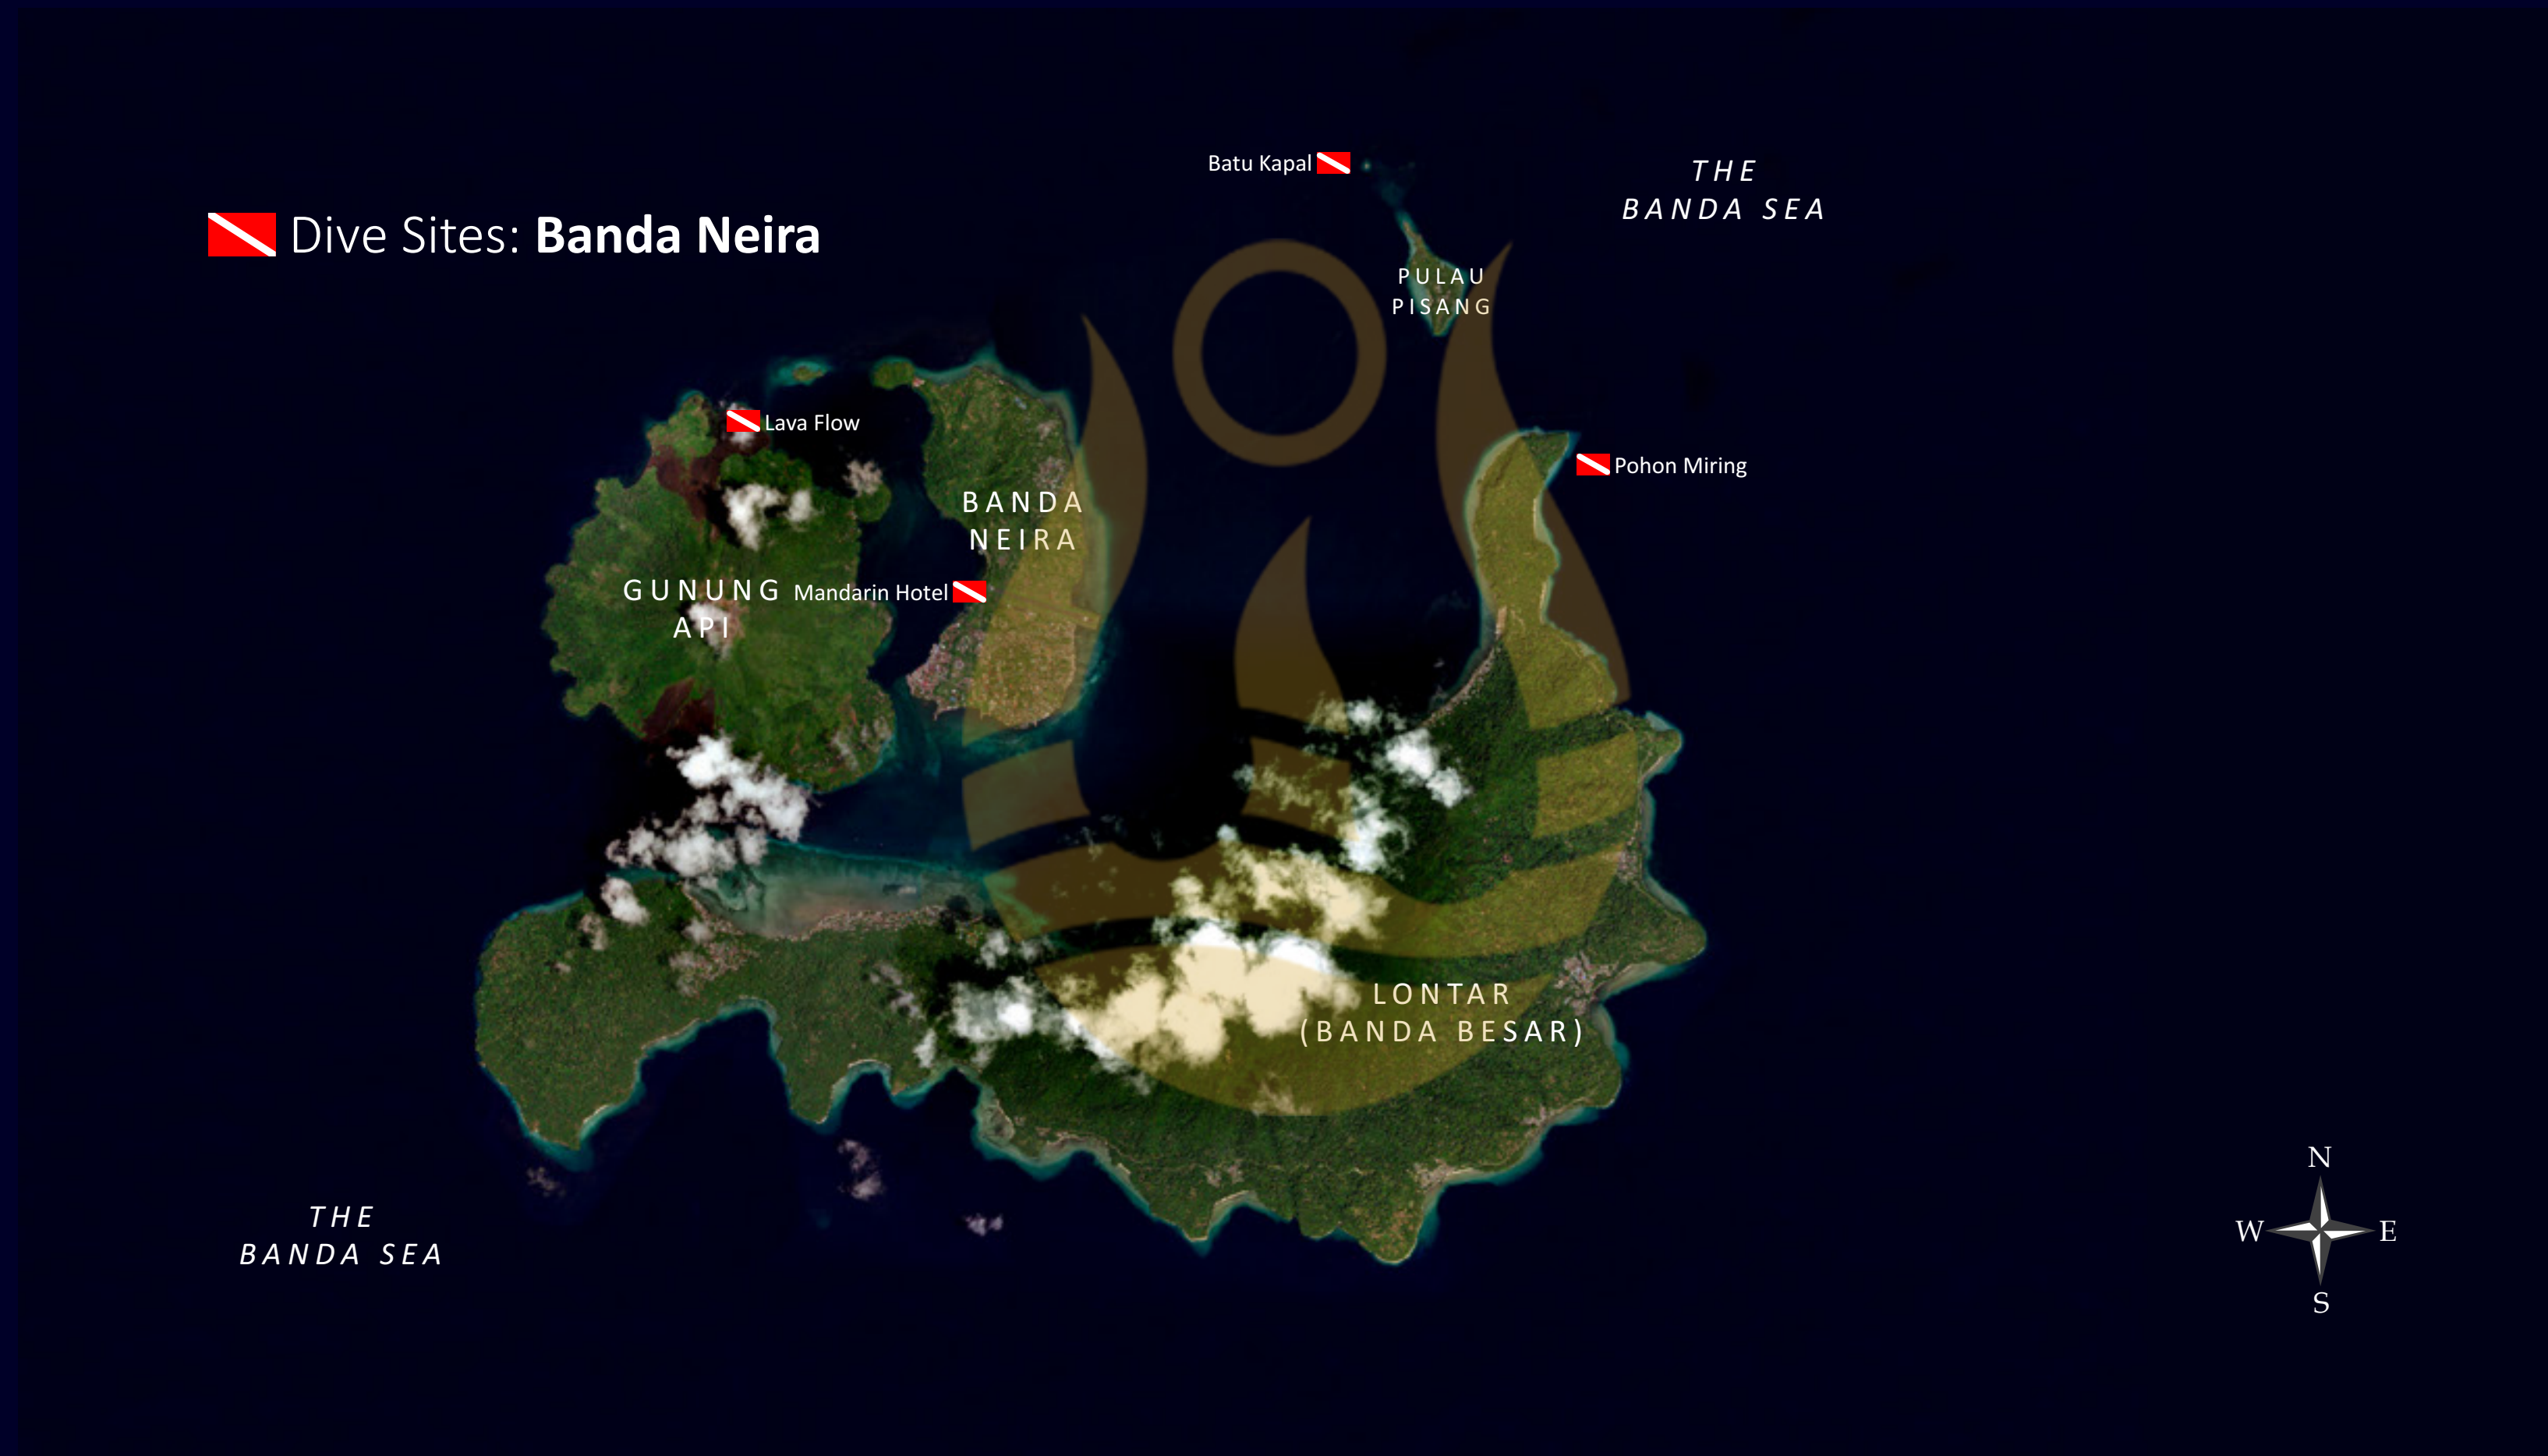 Batu Kapal
THE
BANDA SEA
Dive Sites: Banda Neira
PULAU
PISANG
Lava Flow
Pohon Miring
BANDA
NEIRA
GUNUNG
API
Mandarin Hotel
LONTAR
(BANDA BESAR)
THE
BANDA SEA
N
W E
S